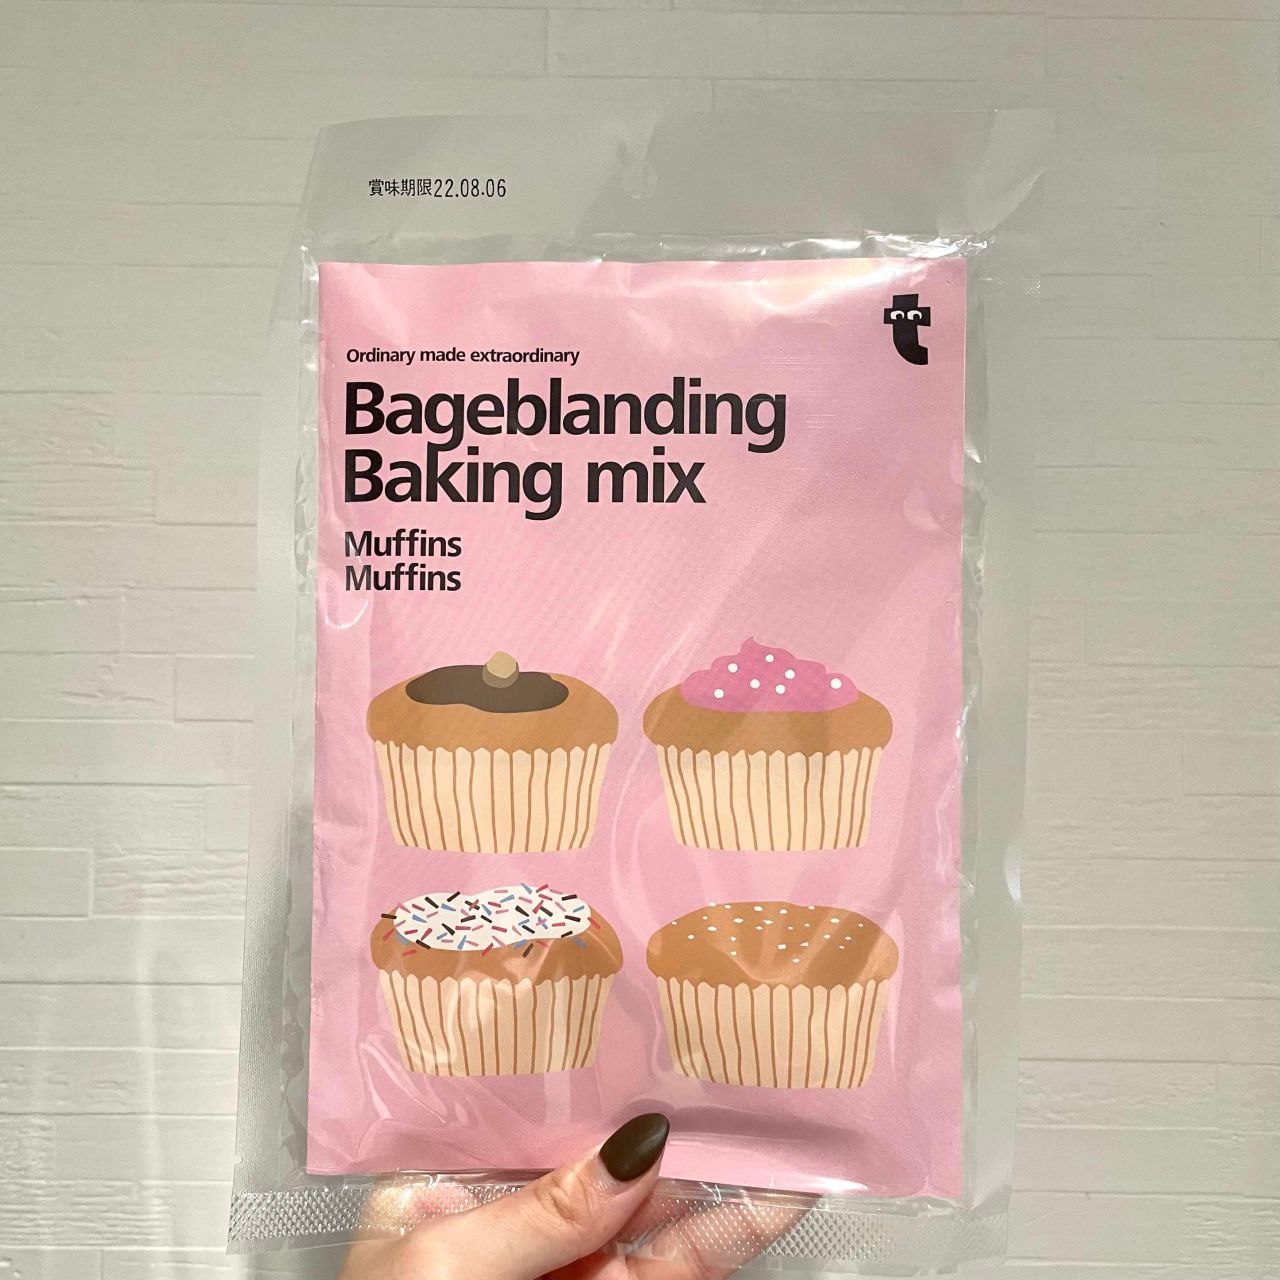 賞味期限22.08.06
Ordinary made extraordinary
Bageblanding
Baking mix
Muffins
Muffins